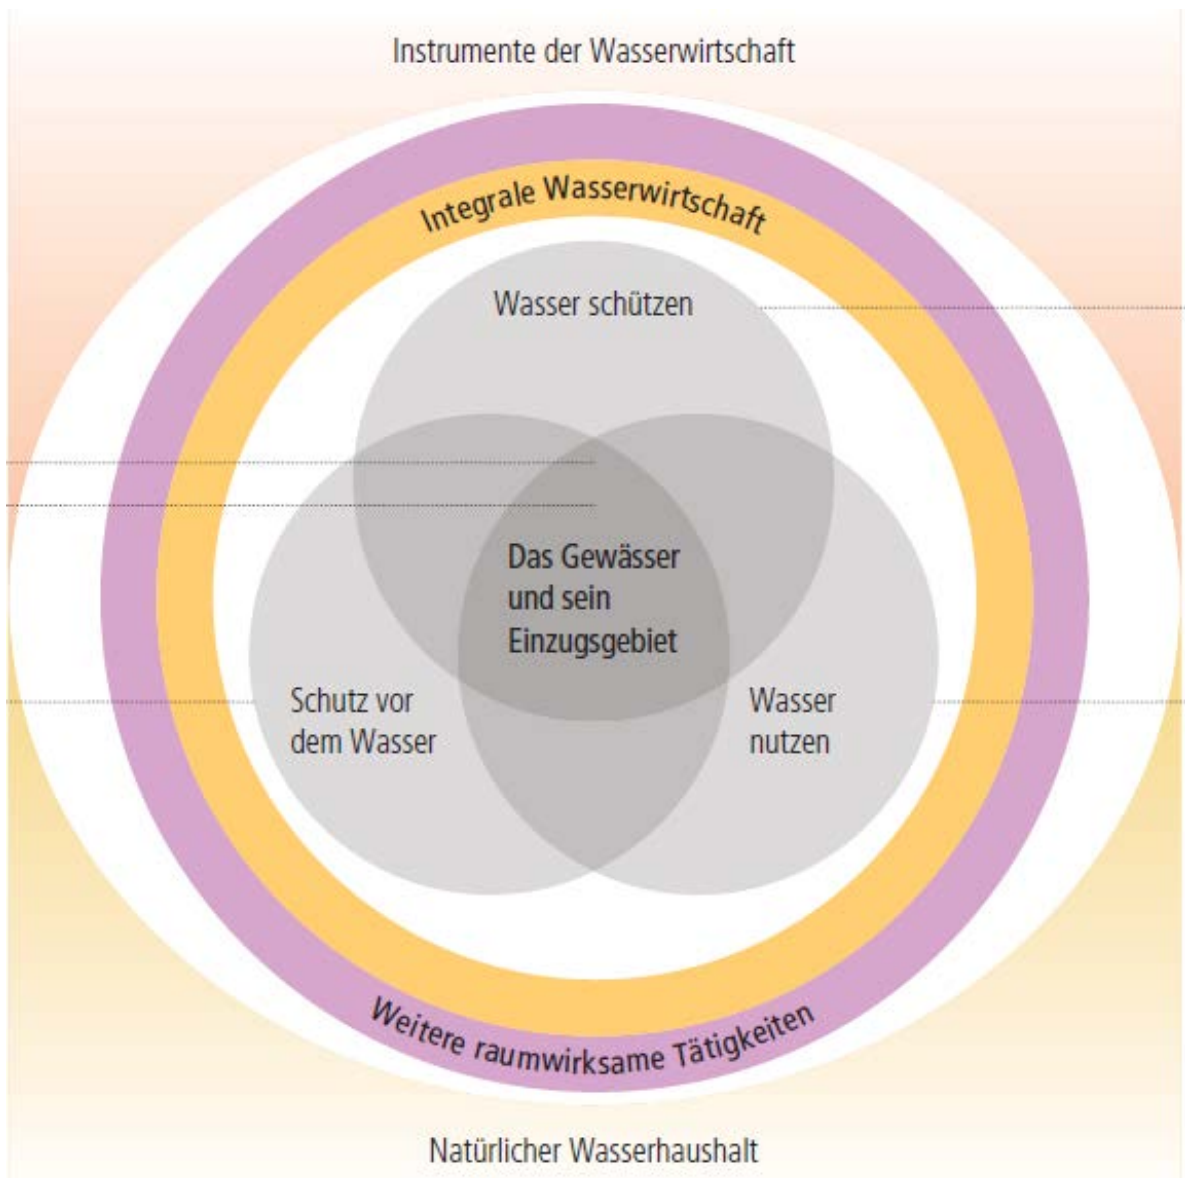 Instrumente der Wasserwirtschaft
Integrale Wasserwirtschaft
Wasser schützen
Das Gewässer
und sein
Einzugsgebiet
Schutz vor
dem Wasser
Wasser
nutzen
Weitere raumwirksame Tätigkeiten
Natürlicher Wasserhaushalt